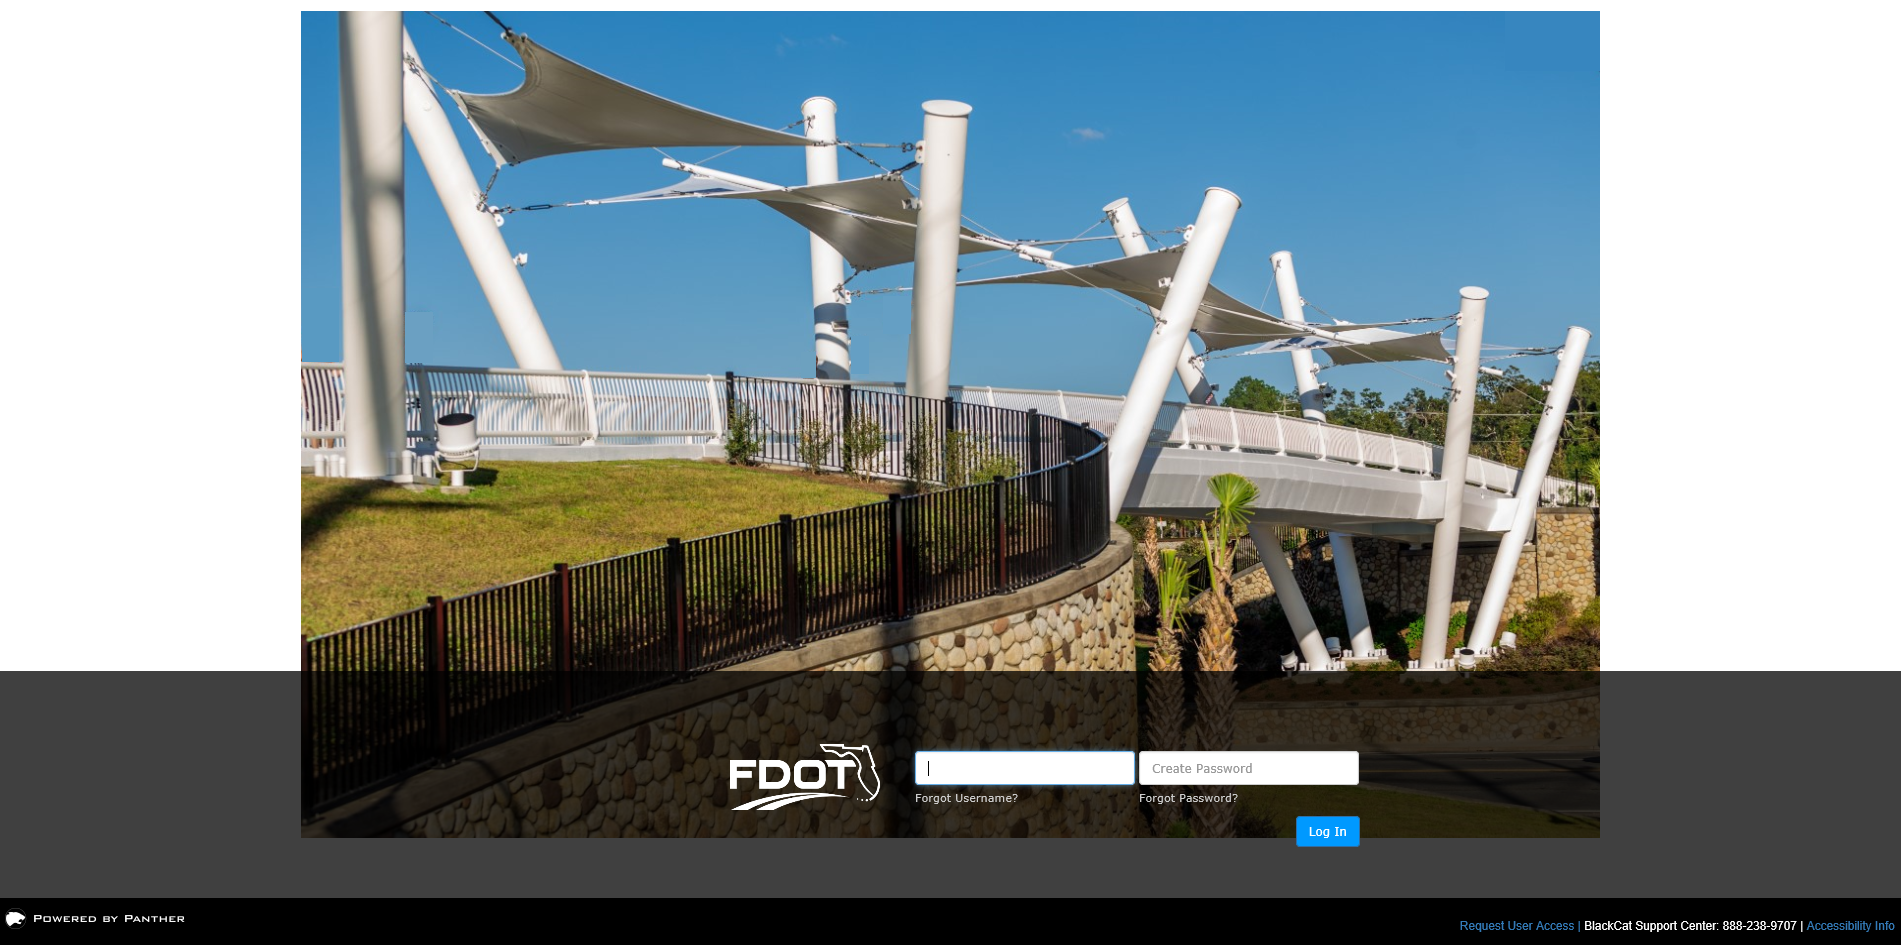 FDOT
Create Password
Forgot Username?
Forgot Password?
Log In
POWERED BY PANTHER
Request User Access | BlackCat Support Center: 888-238-9707 | Accessibility Info